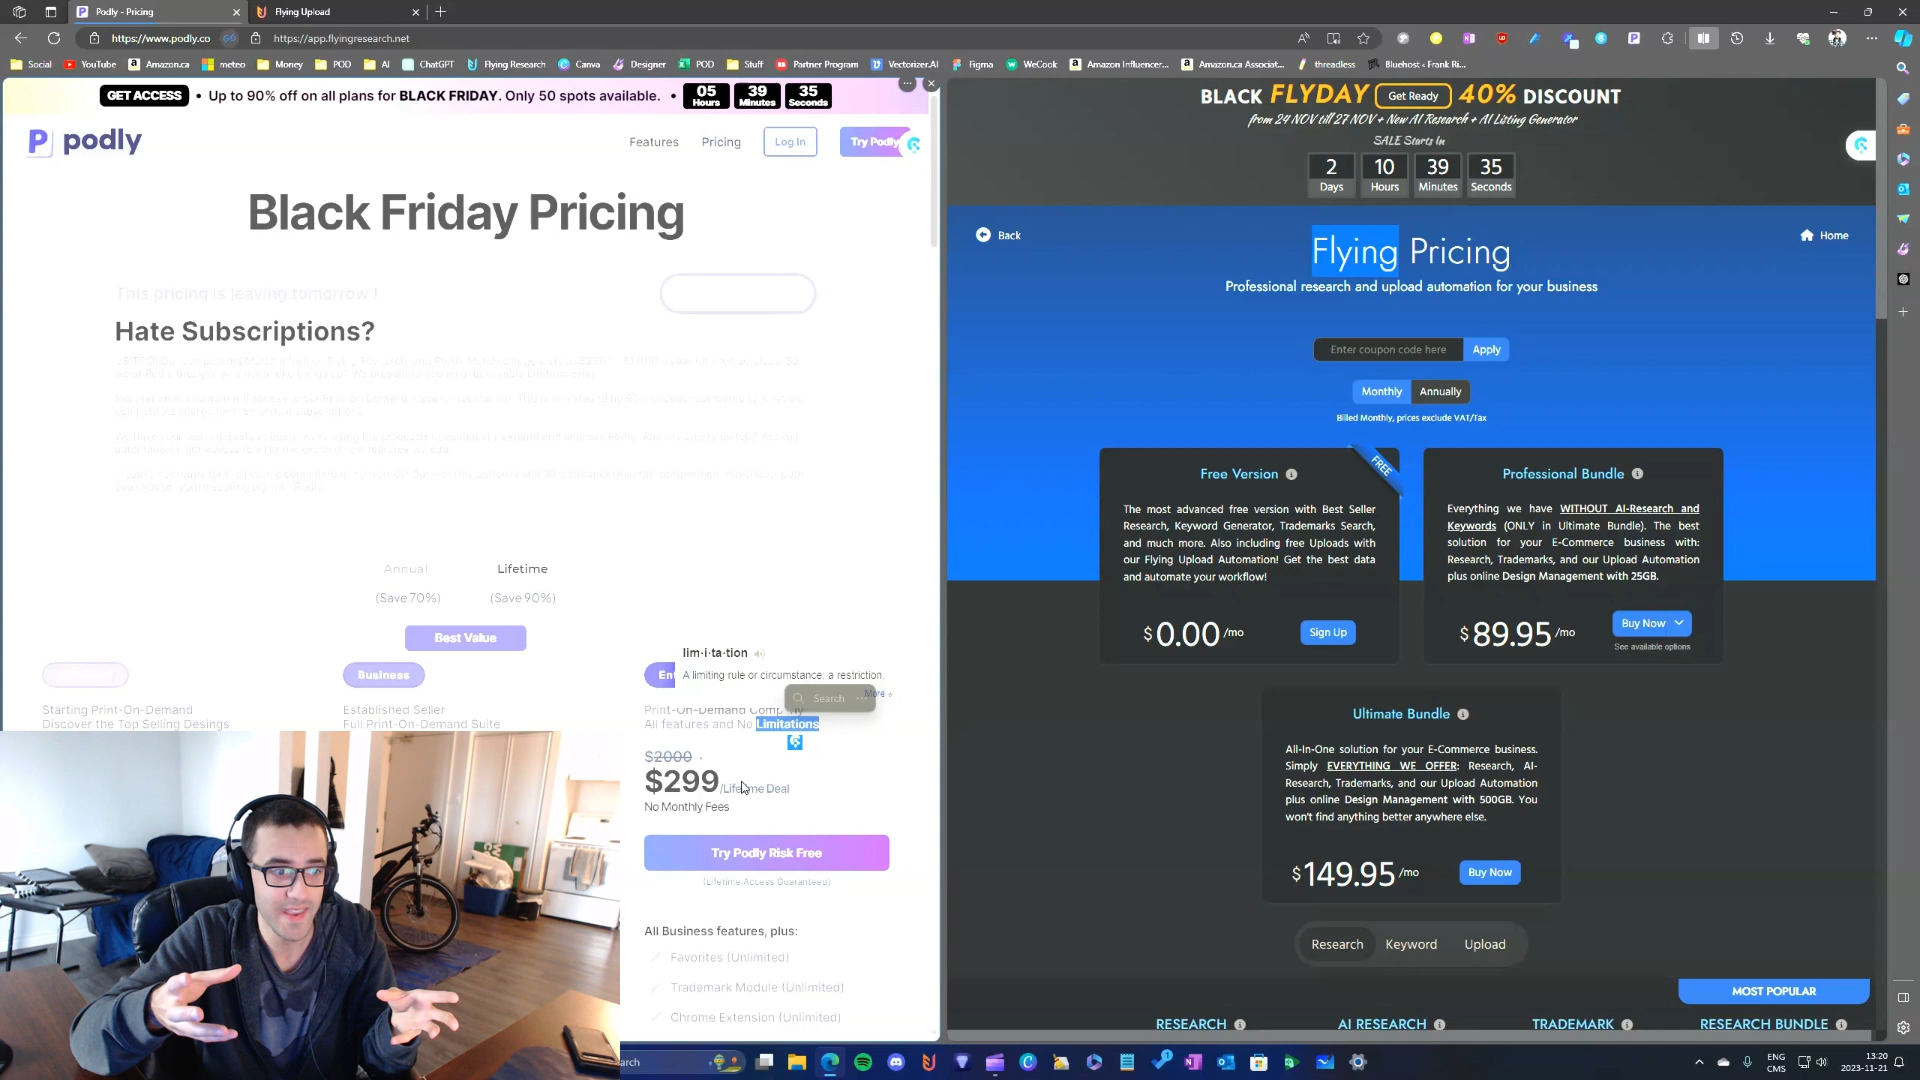 Podly - Pricing
Flying Upload
https://www.podly.co
https://app.flyingresearch.net
Social
YouTube
Amazon.ca
meteo
Money
POD
AI
ChatGPT
Flying Research
Canva
Designer
POD
Stuff
Partner Program
Vectorizer.AI
Figma
WeCook
Amazon Influencer...
Amazon.ca Associat...
threadless
Bluehost ‹ Frank Ri...
GET ACCESS • Up to 90% off on all plans for BLACK FRIDAY. Only 50 spots available. • 05 Hours 39 Minutes 35 Seconds
podly
Features
Pricing
Log In
Try Podly
Black Friday Pricing
This pricing is leaving tomorrow !
Hate Subscriptions?
Annual
Lifetime
(Save 70%)
(Save 90%)
Best Value
Business
Starting Print-On-Demand
Discover the Top Selling Desings
Established Seller
Full Print-On-Demand Suite
Ent
lim·i·ta·tion
A limiting rule or circumstance: a restriction.
More »
Search
All features and No Limitations
$2000
$299 /Lifetime Deal
No Monthly Fees
Try Podly Risk Free
(Lifetime Access Guaranteed)
All Business features, plus:
Favorites (Unlimited)
Trademark Module (Unlimited)
Chrome Extension (Unlimited)
BLACK FLYDAY Get Ready 40% DISCOUNT
from 24 NOV till 27 NOV + New AI Research + AI Listing Generator
SALE Starts In
2 Days 10 Hours 39 Minutes 35 Seconds
Back
Home
Flying Pricing
Professional research and upload automation for your business
Enter coupon code here
Apply
Monthly
Annually
Billed Monthly, prices exclude VAT/Tax
Free Version
FREE
The most advanced free version with Best Seller
Research, Keyword Generator, Trademarks Search,
and much more. Also including free Uploads with
our Flying Upload Automation! Get the best data
and automate your workflow!
$0.00/mo
Sign Up
Professional Bundle
Everything we have WITHOUT AI-Research and
Keywords (ONLY in Ultimate Bundle). The best
solution for your E-Commerce business with:
Research, Trademarks, and our Upload Automation
plus online Design Management with 25GB.
$89.95/mo
Buy Now
See available options
Ultimate Bundle
All-In-One solution for your E-Commerce business.
Simply EVERYTHING WE OFFER: Research, AI-
Research, Trademarks, and our Upload Automation
plus online Design Management with 500GB. You
won't find anything better anywhere else.
$149.95/mo
Buy Now
Research
Keyword
Upload
MOST POPULAR
RESEARCH
AI RESEARCH
TRADEMARK
RESEARCH BUNDLE
arch
ENG
CMS
13:20
2023-11-21